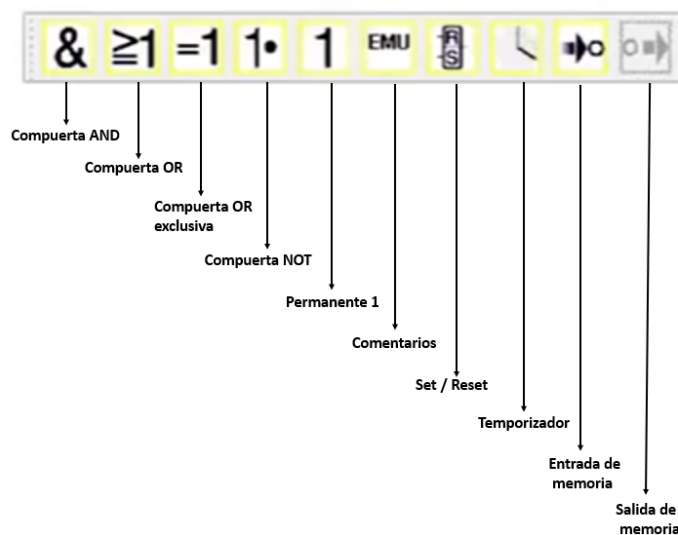 & ≧1 =1 1• 1 EMU R S
Compuerta AND
Compuerta OR
Compuerta OR
exclusiva
Compuerta NOT
Permanente 1
Comentarios
Set / Reset
Temporizador
Entrada de
memoria
Salida de
memoria